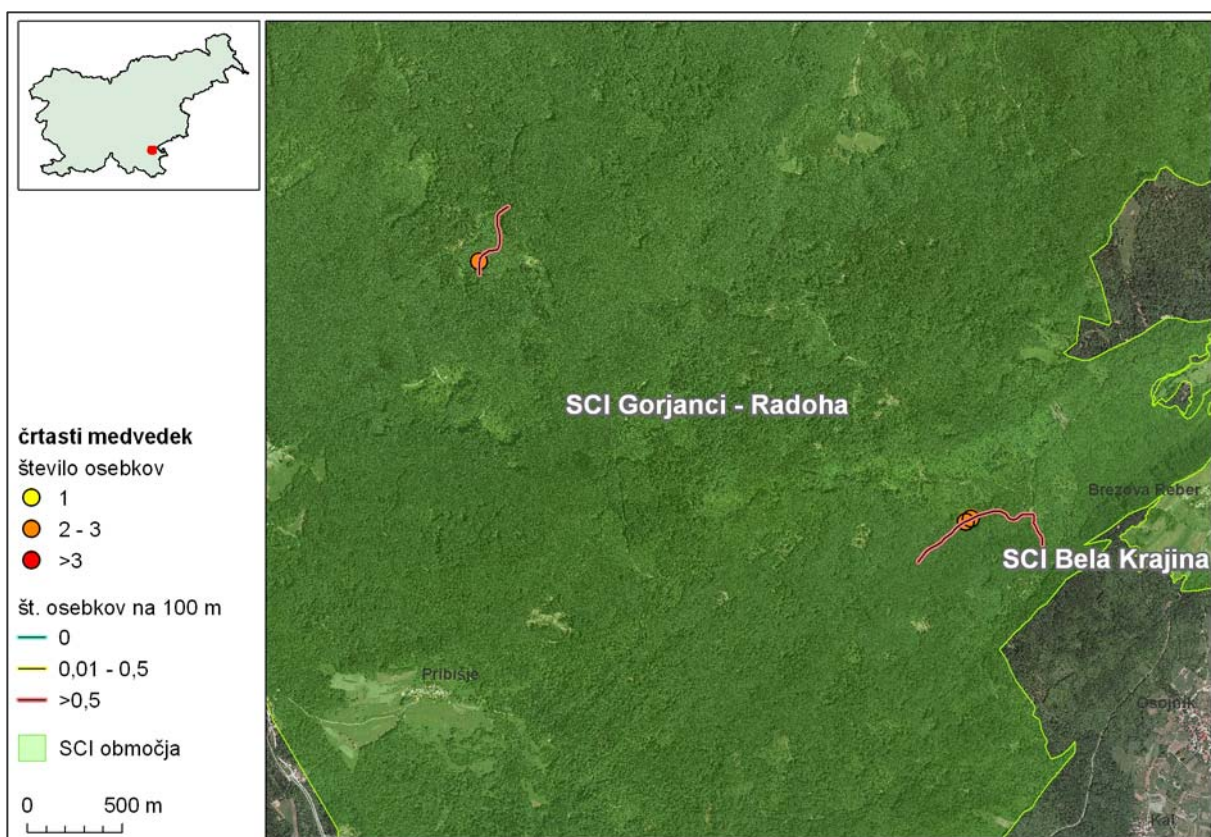 črtasti medvedek
število osebkov
1
2 - 3
>3
št. osebkov na 100 m
0
0,01 - 0,5
>0,5
SCI območja
0 500 m
SCI Gorjanci - Radoha
Brezova Reber
SCI Bela Krajina
Pribišje
Osojnik
Kal